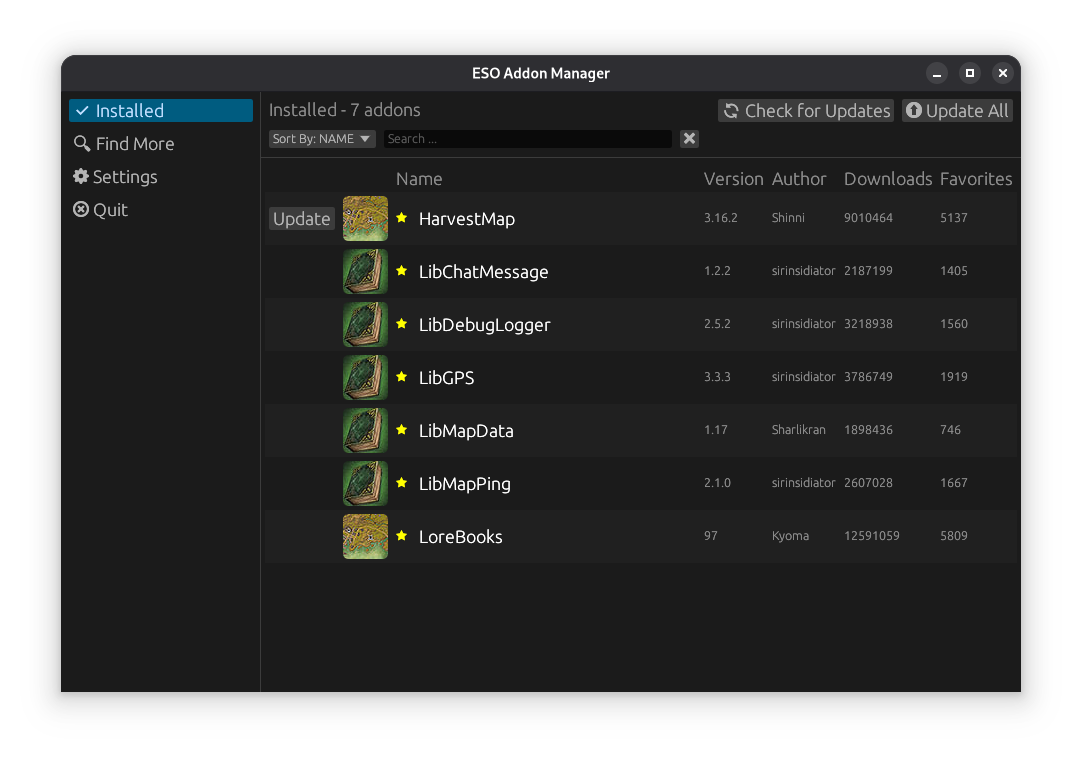 ESO Addon Manager
Installed
Find More
Settings
Quit
Installed - 7 addons
Check for Updates
Update All
Sort By: NAME
Search ...
Name Version Author Downloads Favorites
Update HarvestMap 3.16.2 Shinni 9010464 5137
LibChatMessage 1.2.2 sirinsidiator 2187199 1405
LibDebugLogger 2.5.2 sirinsidiator 3218938 1560
LibGPS 3.3.3 sirinsidiator 3786749 1919
LibMapData 1.17 Sharlikran 1898436 746
LibMapPing 2.1.0 sirinsidiator 2607028 1667
LoreBooks 97 Kyoma 12591059 5809